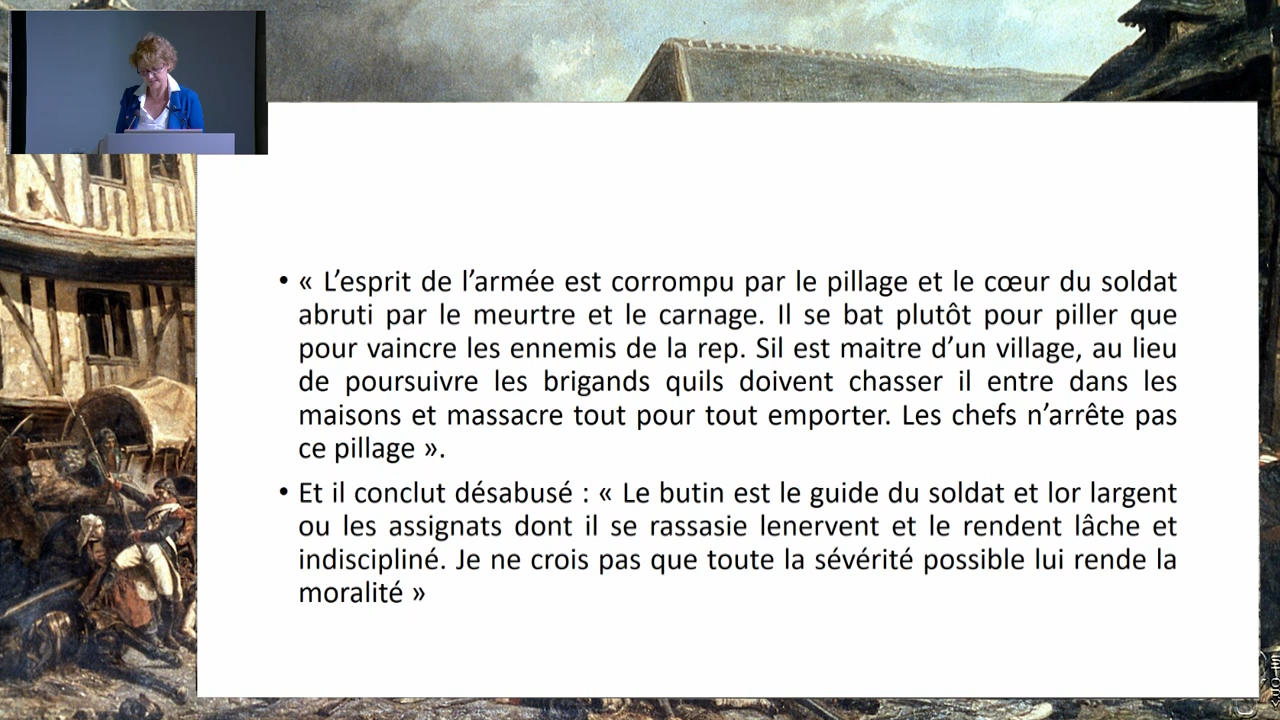 • « L’esprit de l’armée est corrompu par le pillage et le cœur du soldat
abruti par le meurtre et le carnage. Il se bat plutôt pour piller que
pour vaincre les ennemis de la rep. Sil est maitre d’un village, au lieu
de poursuivre les brigands quils doivent chasser il entre dans les
maisons et massacre tout pour tout emporter. Les chefs n’arrête pas
ce pillage ».
• Et il conclut désabusé : « Le butin est le guide du soldat et lor largent
ou les assignats dont il se rassasie lenervent et le rendent lâche et
indiscipliné. Je ne crois pas que toute la sévérité possible lui rende la
moralité »